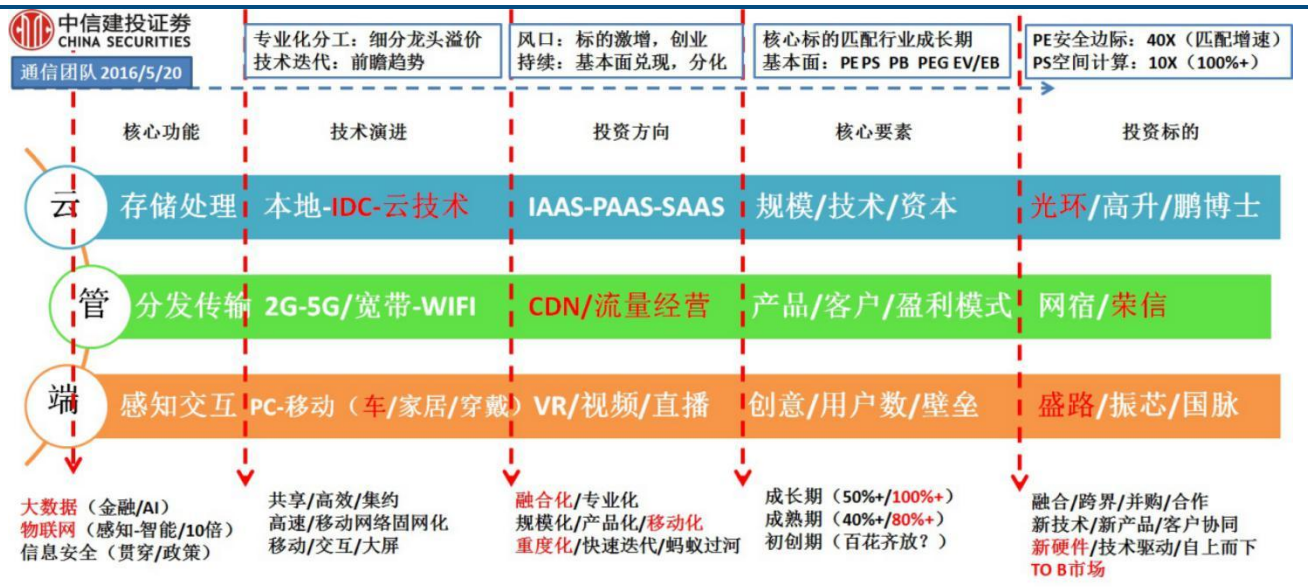 中信建投证券
CHINA SECURITIES
通信团队 2016/5/20
专业化分工：细分龙头溢价
技术迭代：前瞻趋势
风口：标的激增，创业
持续：基本面兑现，分化
核心标的匹配行业成长期
基本面：PE PS PB PEG EV/EB
PE安全边际：40X（匹配增速）
PS空间计算：10X（100%+）
核心功能
技术演进
投资方向
核心要素
投资标的
云
存储处理
本地-IDC-云技术
IAAS-PAAS-SAAS
规模/技术/资本
光环/高升/鹏博士
管
分发传输
2G-5G/宽带-WIFI
CDN/流量经营
产品/客户/盈利模式
网宿/荣信
端
感知交互
PC-移动（车/家居/穿戴）
VR/视频/直播
创意/用户数/壁垒
盛路/振芯/国脉
大数据（金融/AI）
物联网（感知-智能/10倍）
信息安全（贯穿/政策）
共享/高效/集约
高速/移动网络固网化
移动/交互/大屏
融合化/专业化
规模化/产品化/移动化
重度化/快速迭代/蚂蚁过河
成长期（50%+/100%+）
成熟期（40%+/80%+）
初创期（百花齐放？）
融合/跨界/并购/合作
新技术/新产品/客户协同
新硬件/技术驱动/自上而下
TO B市场